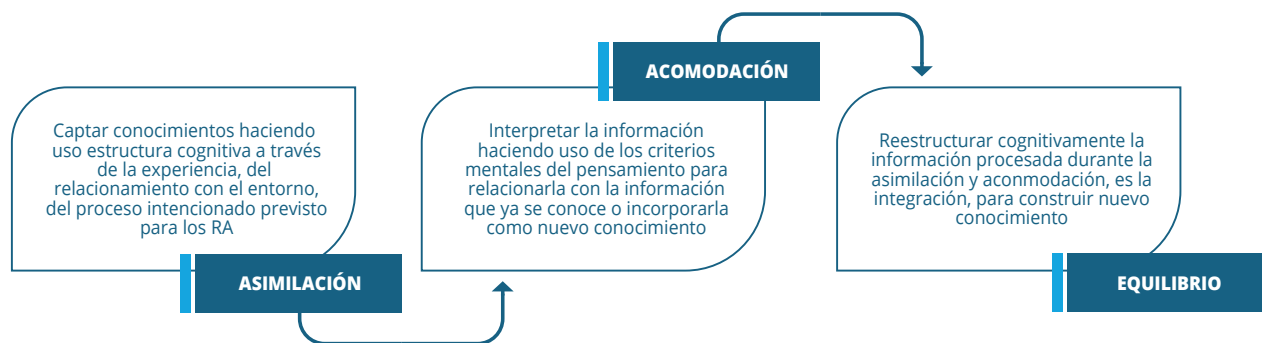 Captar conocimientos haciendo
uso estructura cognitiva a través
de la experiencia, del
relacionamiento con el entorno,
del proceso intencionado previsto
para los RA
ASIMILACIÓN
ACOMODACIÓN
Interpretar la información
haciendo uso de los criterios
mentales del pensamiento para
relacionarla con la información
que ya se conoce o incorporarla
como nuevo conocimiento
Reestructurar cognitivamente la
información procesada durante la
asimilación y aconmodación, es la
integración, para construir nuevo
conocimiento
EQUILIBRIO